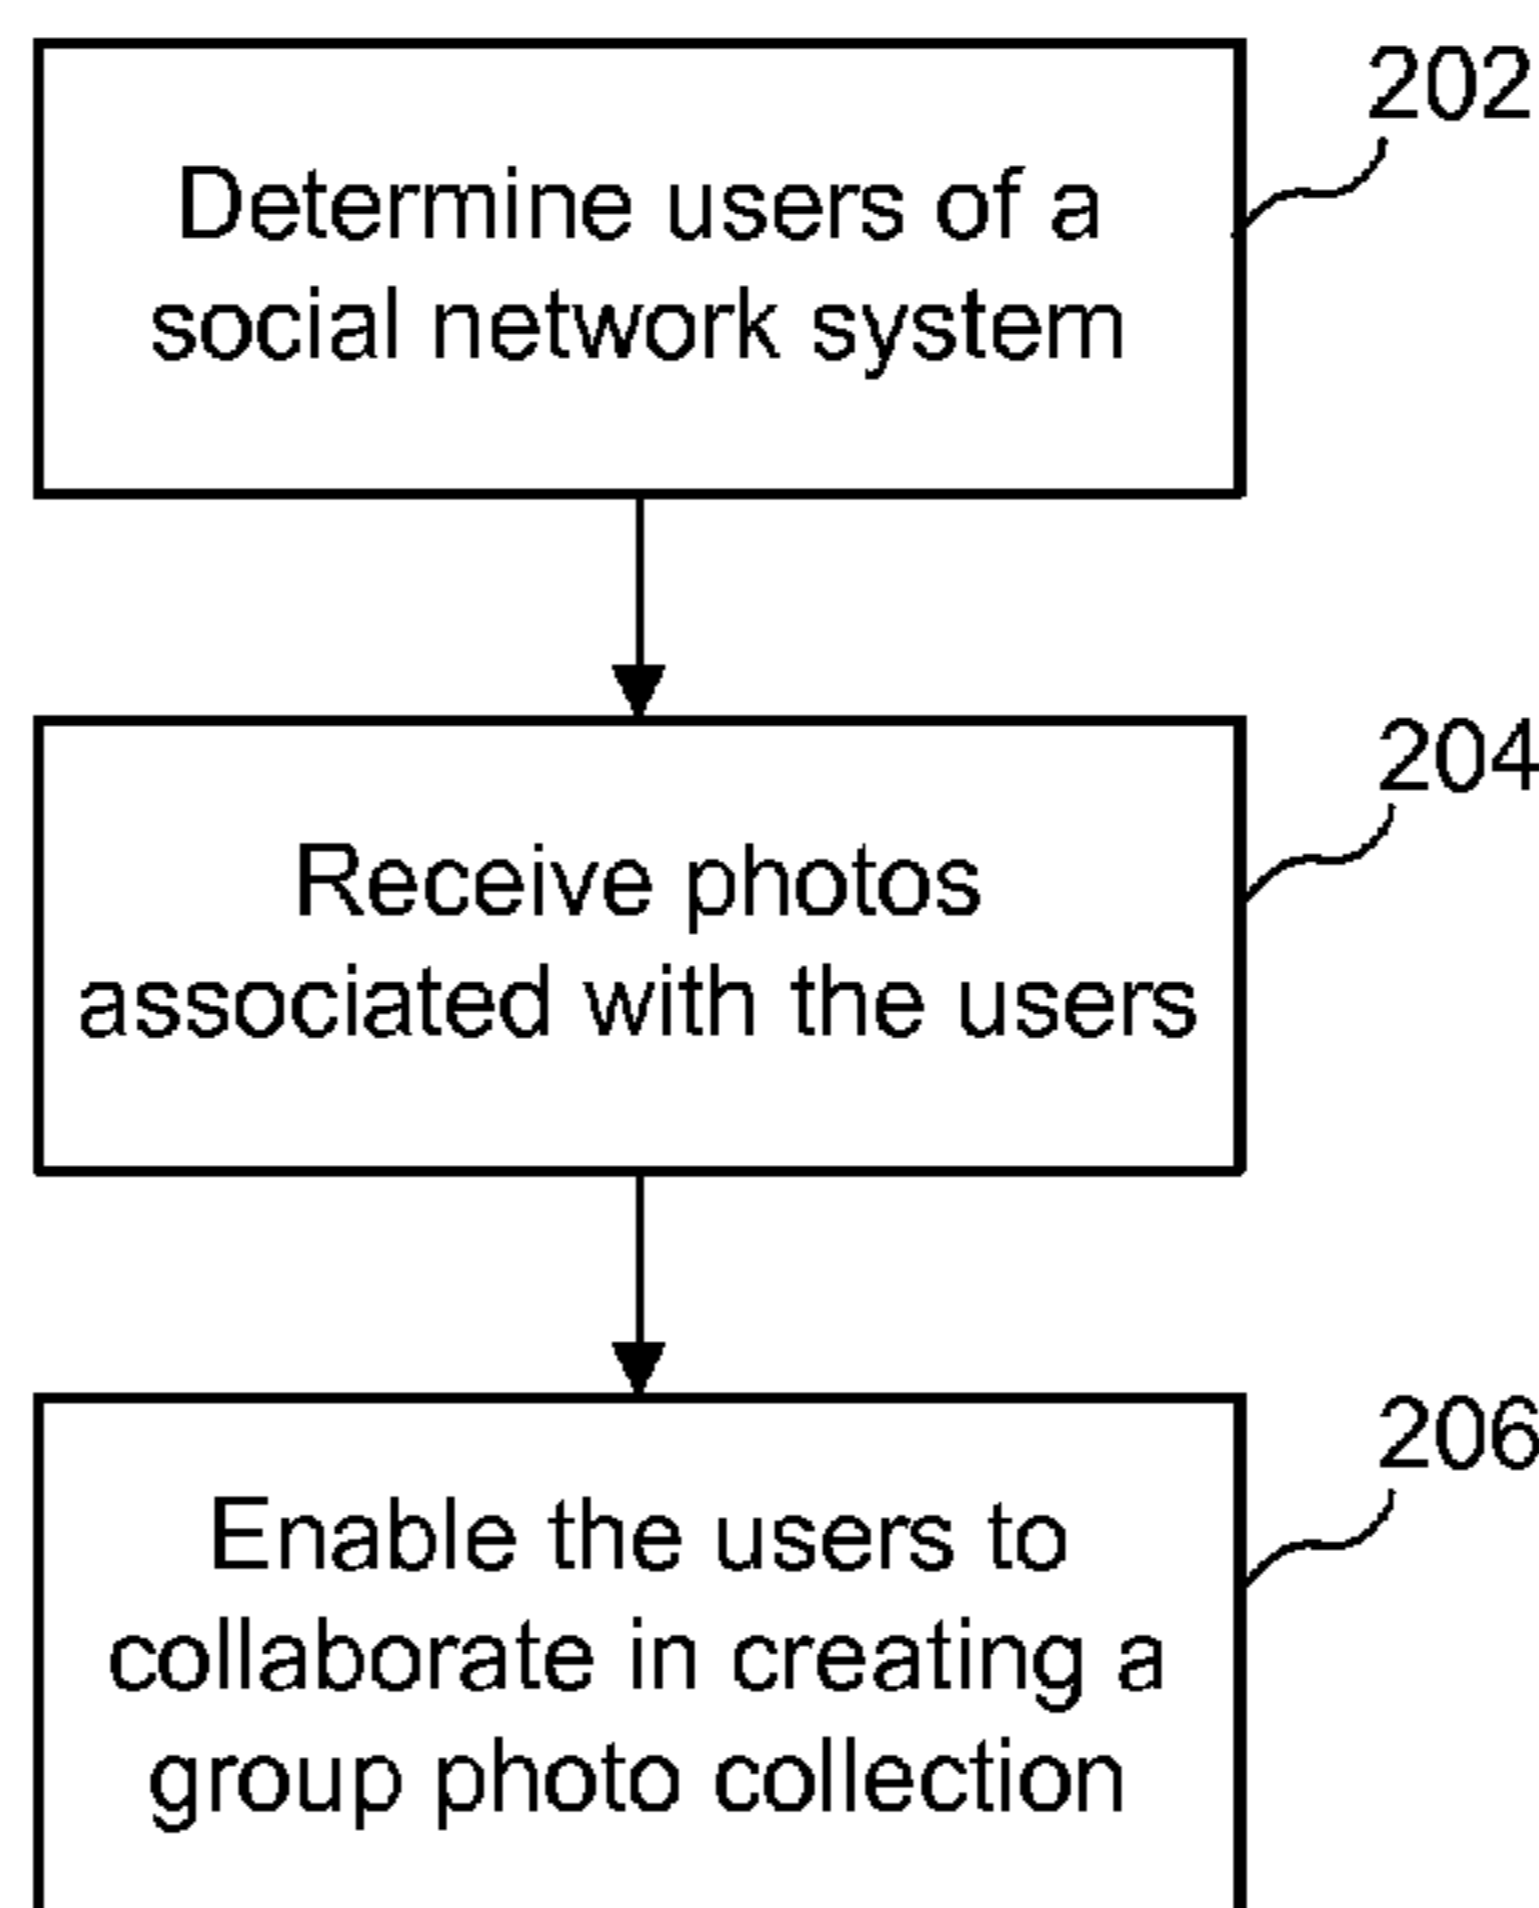 202
Determine users of a
social network system
204
Receive photos
associated with the users
206
Enable the users to
collaborate in creating a
group photo collection